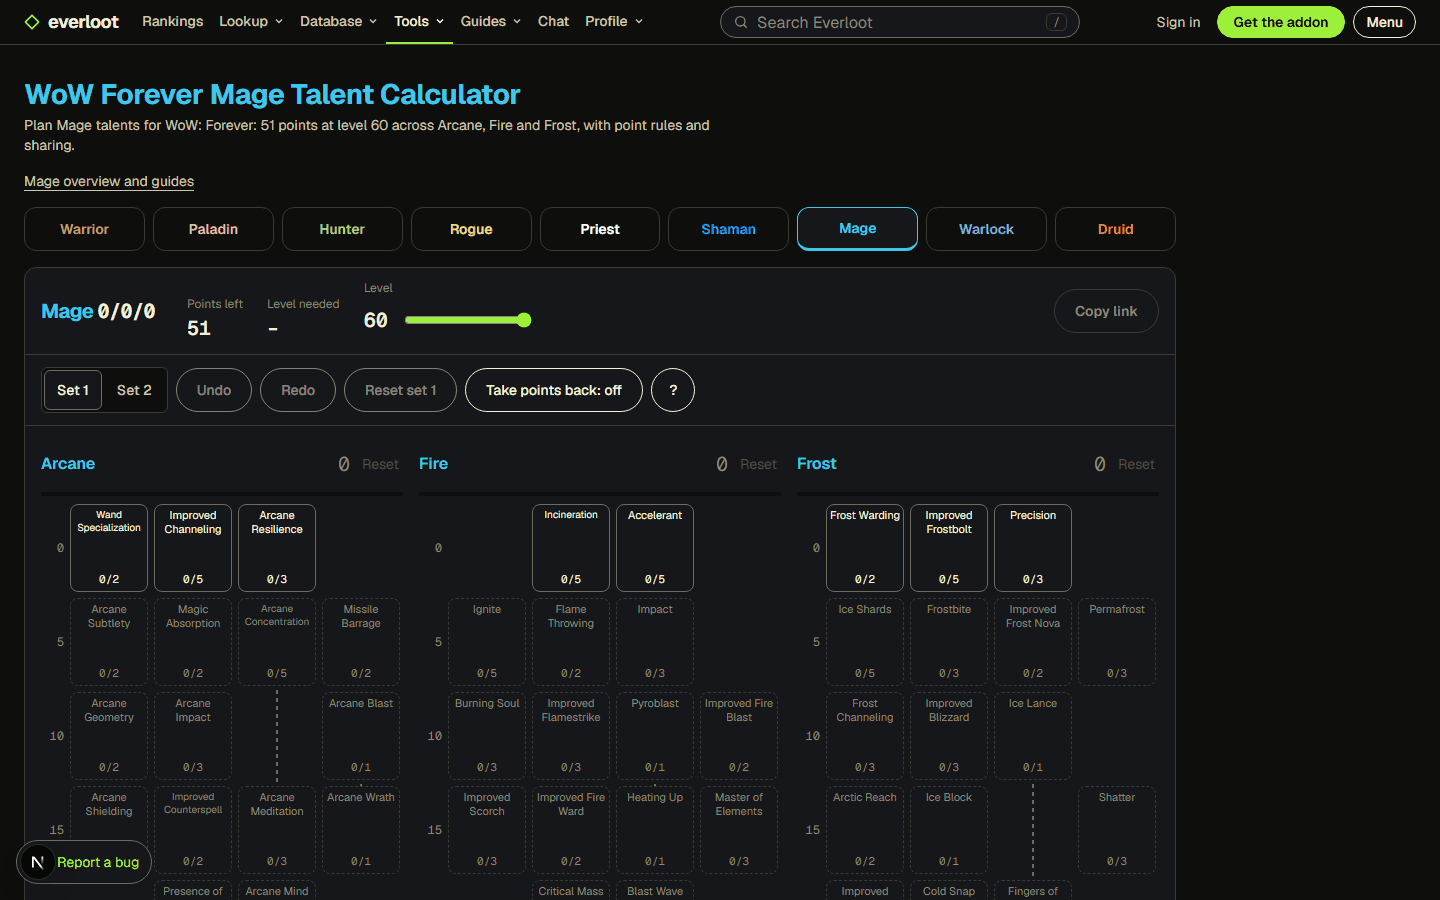 everloot Rankings Lookup Database Tools Guides Chat Profile Search Everloot / Sign in Get the addon Menu
WoW Forever Mage Talent Calculator
Plan Mage talents for WoW: Forever: 51 points at level 60 across Arcane, Fire and Frost, with point rules and
sharing.
Mage overview and guides
Warrior Paladin Hunter Rogue Priest Shaman Mage Warlock Druid
Mage 0/0/0
Points left
51
Level needed
–
Level
60
Copy link
Set 1 Set 2 Undo Redo Reset set 1 Take points back: off ?
Arcane 0 Reset
Fire 0 Reset
Frost 0 Reset
0
Wand
Specialization
0/2
Improved
Channeling
0/5
Arcane
Resilience
0/3
0
Incineration
0/5
Accelerant
0/5
0
Frost Warding
0/2
Improved
Frostbolt
0/5
Precision
0/3
5
Arcane
Subtlety
0/2
Magic
Absorption
0/2
Arcane
Concentration
0/5
Missile
Barrage
0/2
5
Ignite
0/5
Flame
Throwing
0/2
Impact
0/3
5
Ice Shards
0/5
Frostbite
0/3
Improved
Frost Nova
0/2
Permafrost
0/3
10
Arcane
Geometry
0/2
Arcane
Impact
0/3
Arcane Blast
0/1
10
Burning Soul
0/3
Improved
Flamestrike
0/3
Pyroblast
0/1
Improved Fire
Blast
0/2
10
Frost
Channeling
0/3
Improved
Blizzard
0/3
Ice Lance
0/1
15
Arcane
Shielding
Improved
Counterspell
0/2
Arcane
Meditation
0/3
Arcane Wrath
0/1
15
Improved
Scorch
0/3
Improved Fire
Ward
0/2
Heating Up
0/1
Master of
Elements
0/3
15
Arctic Reach
0/2
Ice Block
0/1
Shatter
0/3
N Report a bug
Presence of
Arcane Mind
Critical Mass
Blast Wave
Improved
Cold Snap
Fingers of